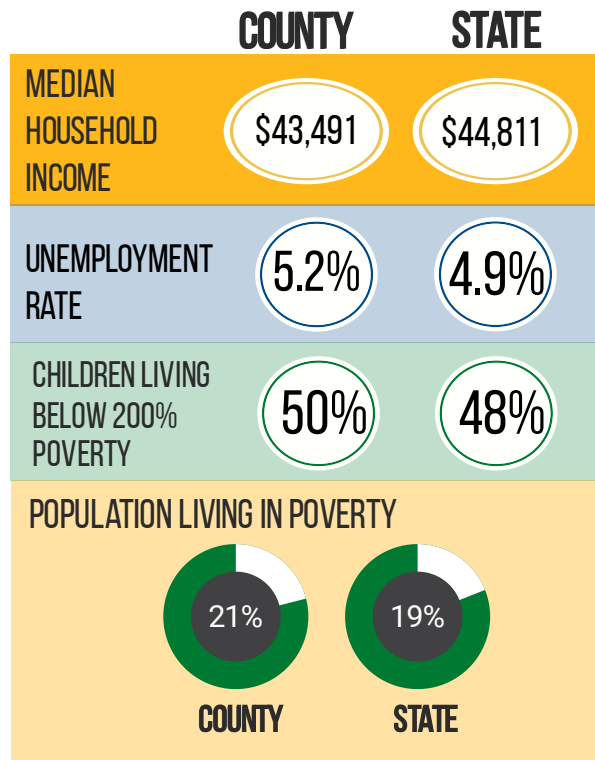 COUNTY STATE
MEDIAN
HOUSEHOLD
INCOME
$43,491 $44,811
UNEMPLOYMENT
RATE
5.2% 4.9%
CHILDREN LIVING
BELOW 200%
POVERTY
50% 48%
POPULATION LIVING IN POVERTY
21% 19%
COUNTY STATE